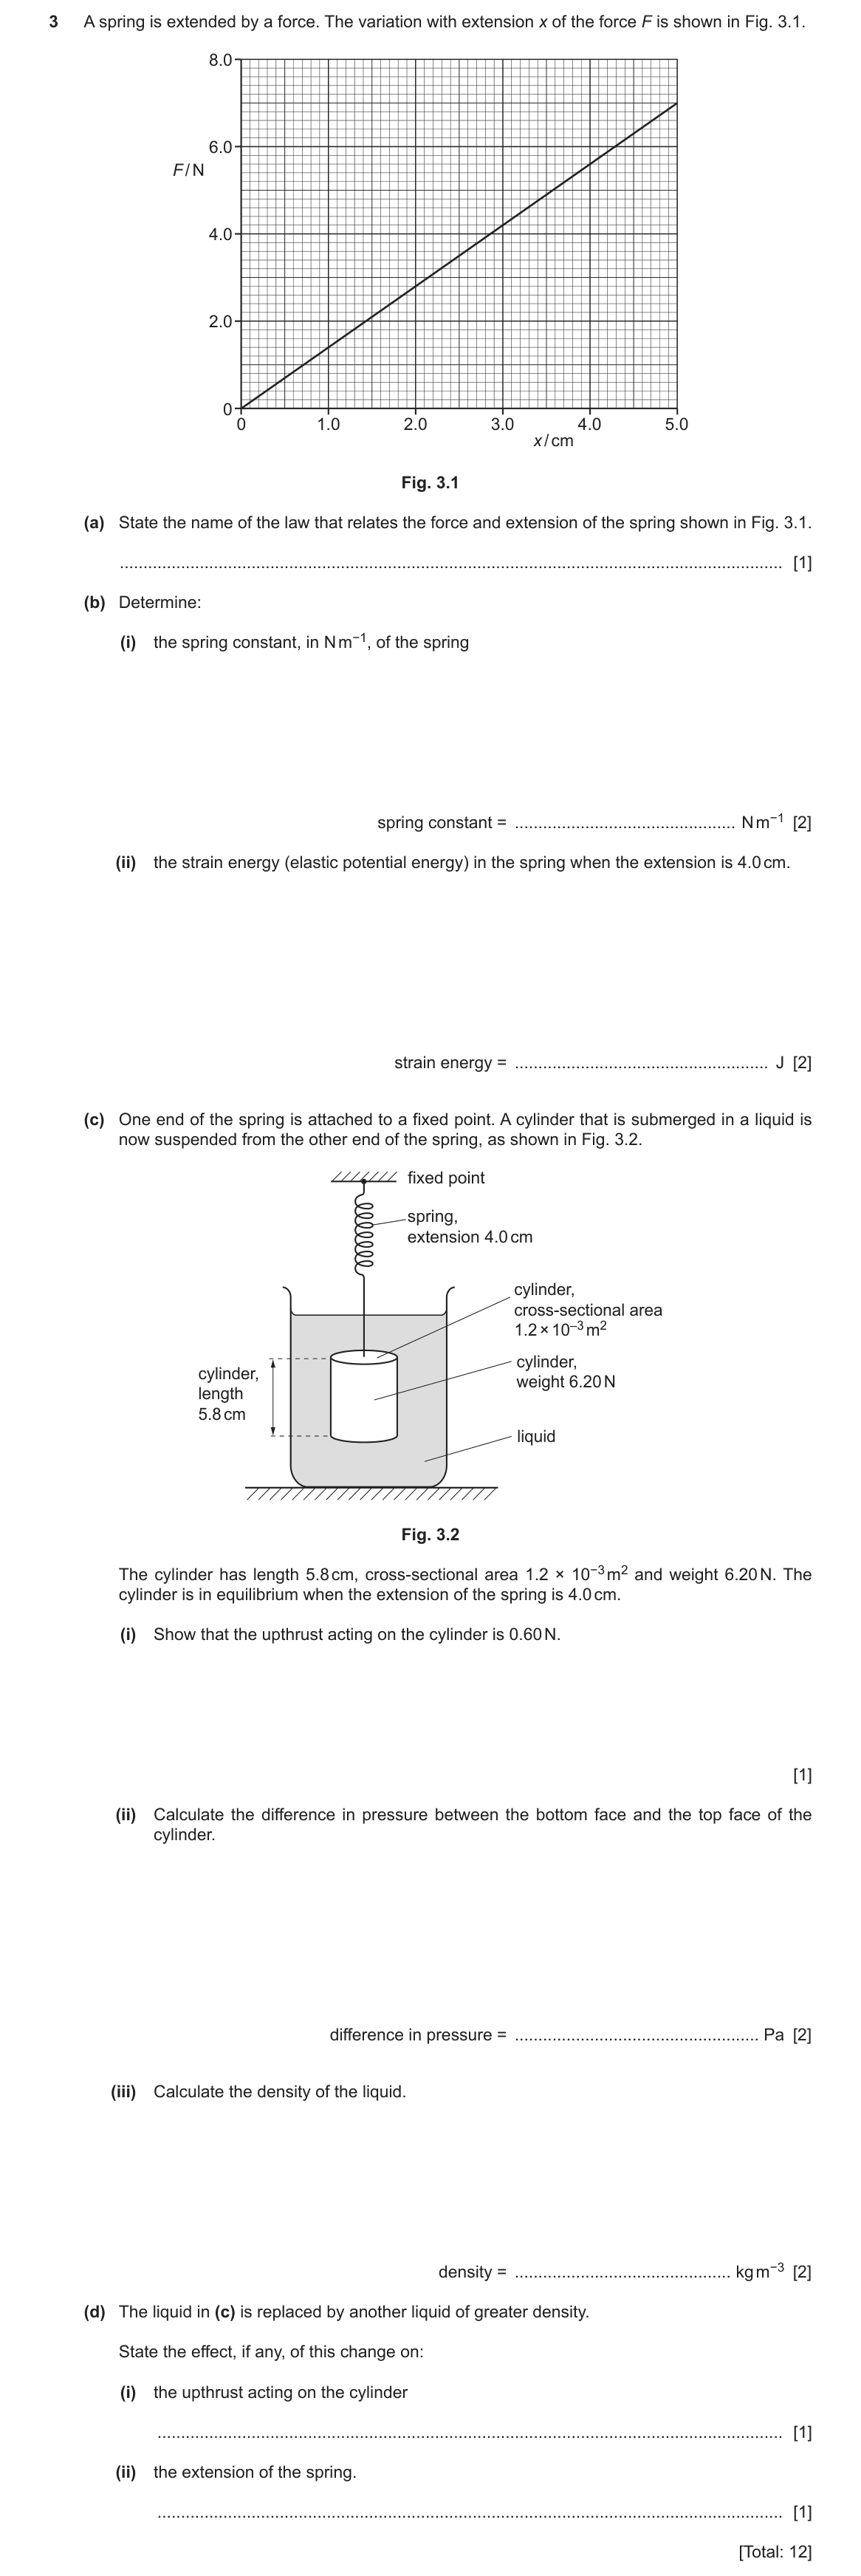 3 A spring is extended by a force. The variation with extension x of the force F is shown in Fig. 3.1.
8.0
6.0
F/N
4.0
2.0
0
0 1.0 2.0 3.0 4.0 5.0
x/cm
Fig. 3.1
(a) State the name of the law that relates the force and extension of the spring shown in Fig. 3.1.
............................................................................................................................................ [1]
(b) Determine:
(i) the spring constant, in N m⁻¹, of the spring
spring constant = ............................................... N m⁻¹ [2]
(ii) the strain energy (elastic potential energy) in the spring when the extension is 4.0 cm.
strain energy = ...................................................... J [2]
(c) One end of the spring is attached to a fixed point. A cylinder that is submerged in a liquid is
now suspended from the other end of the spring, as shown in Fig. 3.2.
fixed point
spring,
extension 4.0 cm
cylinder,
cross-sectional area
1.2 × 10⁻³ m²
cylinder,
weight 6.20 N
cylinder,
length
5.8 cm
liquid
Fig. 3.2
The cylinder has length 5.8 cm, cross-sectional area 1.2 × 10⁻³ m² and weight 6.20 N. The
cylinder is in equilibrium when the extension of the spring is 4.0 cm.
(i) Show that the upthrust acting on the cylinder is 0.60 N.
[1]
(ii) Calculate the difference in pressure between the bottom face and the top face of the
cylinder.
difference in pressure = .................................................... Pa [2]
(iii) Calculate the density of the liquid.
density = .............................................. kg m⁻³ [2]
(d) The liquid in (c) is replaced by another liquid of greater density.
State the effect, if any, of this change on:
(i) the upthrust acting on the cylinder
.................................................................................................................................... [1]
(ii) the extension of the spring.
.................................................................................................................................... [1]
[Total: 12]